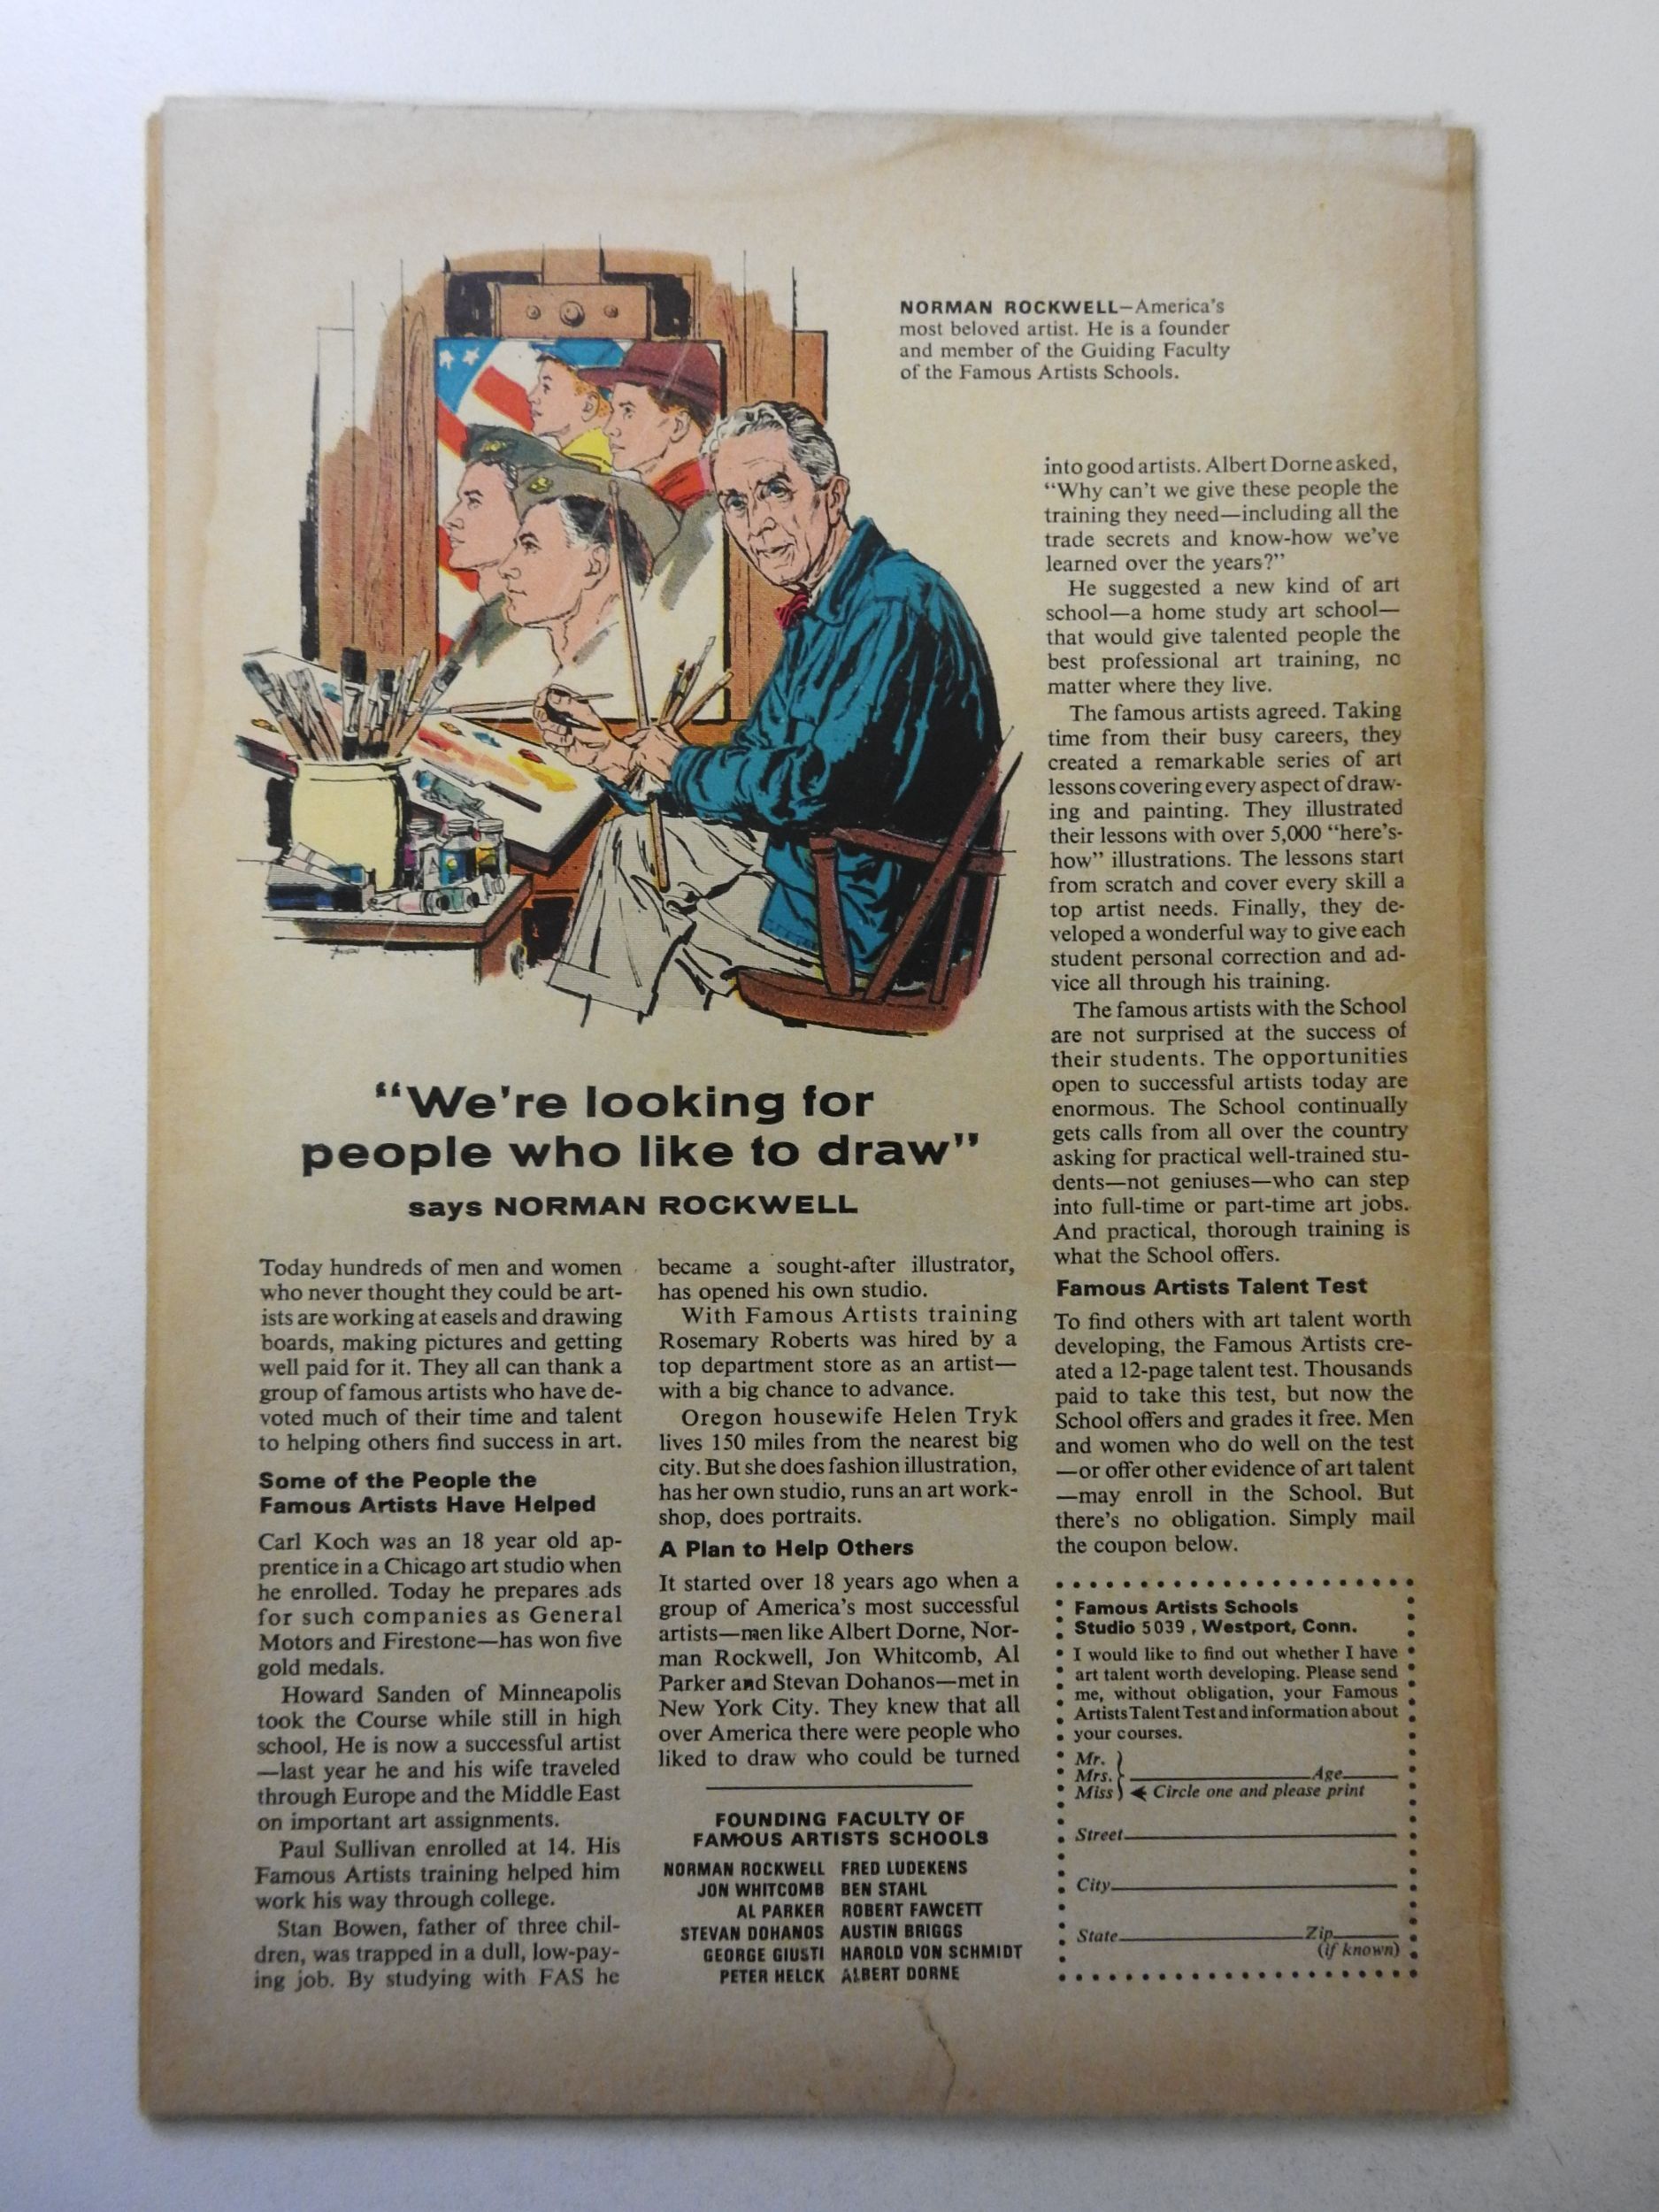 NORMAN ROCKWELL—America's
most beloved artist. He is a founder
and member of the Guiding Faculty
of the Famous Artists Schools.
"We're looking for
people who like to draw"
says NORMAN ROCKWELL
Today hundreds of men and women
who never thought they could be art-
ists are working at easels and drawing
boards, making pictures and getting
well paid for it. They all can thank a
group of famous artists who have de-
voted much of their time and talent
to helping others find success in art.
Some of the People the
Famous Artists Have Helped
Carl Koch was an 18 year old ap-
prentice in a Chicago art studio when
he enrolled. Today he prepares ads
for such companies as General
Motors and Firestone—has won five
gold medals.
Howard Sanden of Minneapolis
took the Course while still in high
school. He is now a successful artist
—last year he and his wife traveled
through Europe and the Middle East
on important art assignments.
Paul Sullivan enrolled at 14. His
Famous Artists training helped him
work his way through college.
Stan Bowen, father of three chil-
dren, was trapped in a dull, low-pay-
ing job. By studying with FAS he
became a sought-after illustrator,
has opened his own studio.
With Famous Artists training
Rosemary Roberts was hired by a
top department store as an artist—
with a big chance to advance.
Oregon housewife Helen Tryk
lives 150 miles from the nearest big
city. But she does fashion illustration,
has her own studio, runs an art work-
shop, does portraits.
A Plan to Help Others
It started over 18 years ago when a
group of America's most successful
artists—men like Albert Dorne, Nor-
man Rockwell, Jon Whitcomb, Al
Parker and Stevan Dohanos—met in
New York City. They knew that all
over America there were people who
liked to draw who could be turned
FOUNDING FACULTY OF
FAMOUS ARTISTS SCHOOLS
NORMAN ROCKWELL FRED LUDEKENS
JON WHITCOMB BEN STAHL
AL PARKER ROBERT FAWCETT
STEVAN DOHANOS AUSTIN BRIGGS
GEORGE GIUSTI HAROLD VON SCHMIDT
PETER HELCK ALBERT DORNE
into good artists. Albert Dorne asked,
"Why can't we give these people the
training they need—including all the
trade secrets and know-how we've
learned over the years?"
He suggested a new kind of art
school—a home study art school—
that would give talented people the
best professional art training, no
matter where they live.
The famous artists agreed. Taking
time from their busy careers, they
created a remarkable series of art
lessons covering every aspect of draw-
ing and painting. They illustrated
their lessons with over 5,000 "here's-
how" illustrations. The lessons start
from scratch and cover every skill a
top artist needs. Finally, they de-
veloped a wonderful way to give each
student personal correction and ad-
vice all through his training.
The famous artists with the School
are not surprised at the success of
their students. The opportunities
open to successful artists today are
enormous. The School continually
gets calls from all over the country
asking for practical well-trained stu-
dents—not geniuses—who can step
into full-time or part-time art jobs.
And practical, thorough training is
what the School offers.
Famous Artists Talent Test
To find others with art talent worth
developing, the Famous Artists cre-
ated a 12-page talent test. Thousands
paid to take this test, but now the
School offers and grades it free. Men
and women who do well on the test
—or offer other evidence of art talent
—may enroll in the School. But
there's no obligation. Simply mail
the coupon below.
Famous Artists Schools
Studio 5039, Westport, Conn.
I would like to find out whether I have
art talent worth developing. Please send
me, without obligation, your Famous
Artists Talent Test and information about
your courses.
Mr.
Mrs. Age
Miss Circle one and please print
Street
City
State Zip
(if known)